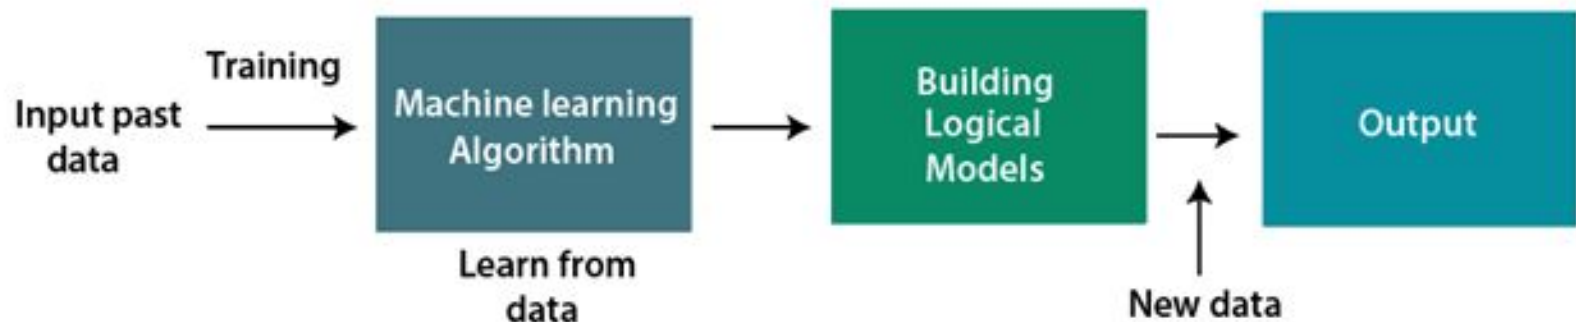 Input past
data
Training
Machine learning
Algorithm
Learn from
data
Building
Logical
Models
New data
Output